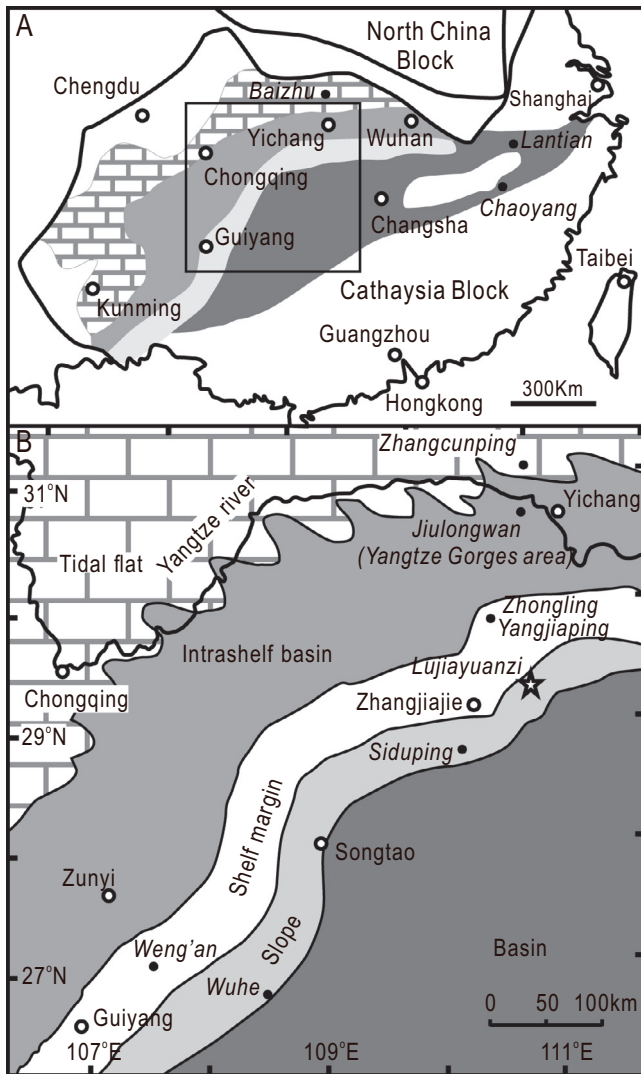 A
North China
Block
Chengdu
Baizhu
Shanghai
Yichang
Wuhan
Lantian
Chongqing
Chaoyang
Changsha
Guiyang
Taibei
Kunming
Cathaysia Block
Guangzhou
300Km
Hongkong
B
Zhangcunping
31°N
Yangtze river
Yichang
Jiulongwan
(Yangtze Gorges area)
Tidal flat
Zhongling
Yangjiaping
Intrashelf basin
Lujiayuanzi
Chongqing
Zhangjiajie
29°N
Siduping
Shelf margin
Songtao
Zunyi
Slope
Basin
Weng'an
27°N
Wuhe
0 50 100km
Guiyang
107°E 109°E 111°E